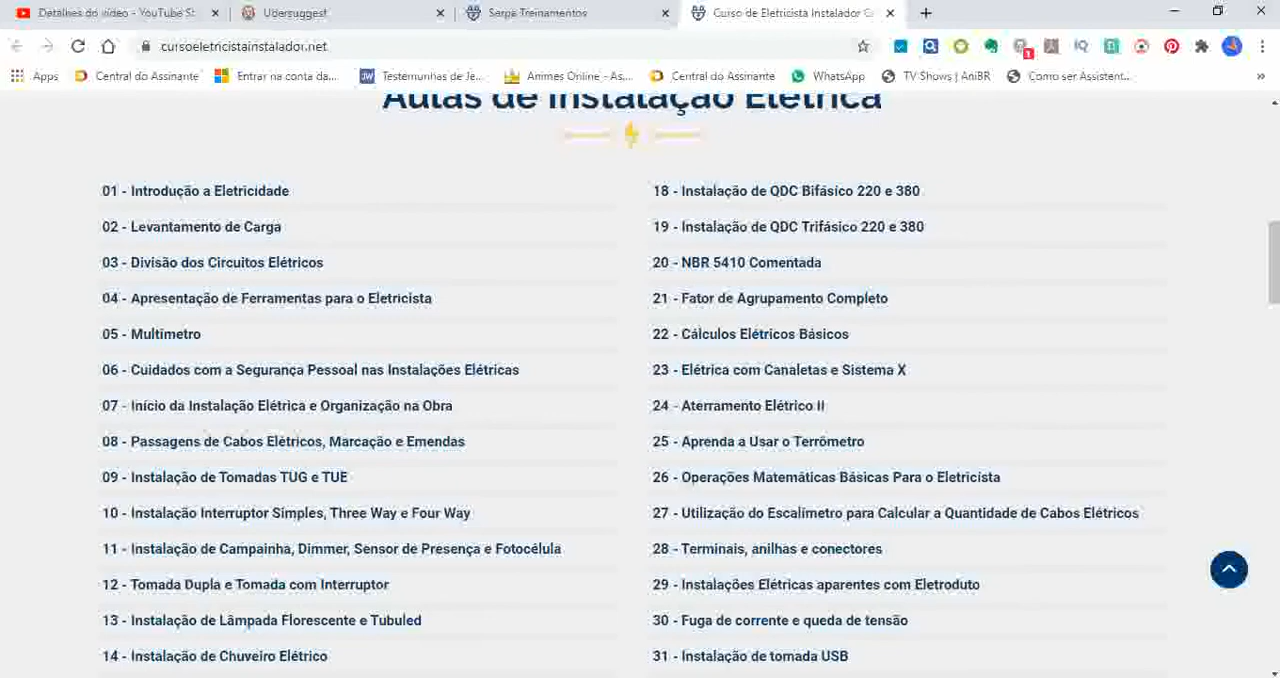 Detalhes do vídeo - YouTube St
Ubersuggest
Serpa Treinamentos
Curso de Eletricista Instalador C
cursoeletricistainstalador.net
1
Apps
Central do Assinante
Entrar na conta da...
JW
Testemunhas de Je...
Animes Online - As...
Central do Assinante
WhatsApp
TV Shows | AniBR
Como ser Assistent...
»
Aulas de Instalação Elétrica
01 - Introdução a Eletricidade
02 - Levantamento de Carga
03 - Divisão dos Circuitos Elétricos
04 - Apresentação de Ferramentas para o Eletricista
05 - Multímetro
06 - Cuidados com a Segurança Pessoal nas Instalações Elétricas
07 - Início da Instalação Elétrica e Organização na Obra
08 - Passagens de Cabos Elétricos, Marcação e Emendas
09 - Instalação de Tomadas TUG e TUE
10 - Instalação Interruptor Simples, Three Way e Four Way
11 - Instalação de Campainha, Dimmer, Sensor de Presença e Fotocélula
12 - Tomada Dupla e Tomada com Interruptor
13 - Instalação de Lâmpada Florescente e Tubuled
14 - Instalação de Chuveiro Elétrico
18 - Instalação de QDC Bifásico 220 e 380
19 - Instalação de QDC Trifásico 220 e 380
20 - NBR 5410 Comentada
21 - Fator de Agrupamento Completo
22 - Cálculos Elétricos Básicos
23 - Elétrica com Canaletas e Sistema X
24 - Aterramento Elétrico II
25 - Aprenda a Usar o Terrômetro
26 - Operações Matemáticas Básicas Para o Eletricista
27 - Utilização do Escalímetro para Calcular a Quantidade de Cabos Elétricos
28 - Terminais, anilhas e conectores
29 - Instalações Elétricas aparentes com Eletroduto
30 - Fuga de corrente e queda de tensão
31 - Instalação de tomada USB